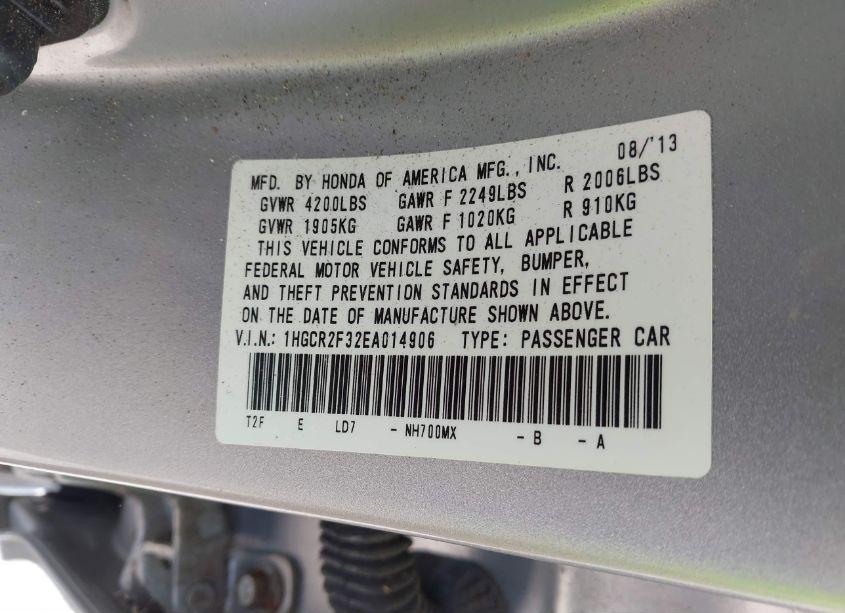 MFD. BY HONDA OF AMERICA MFG., INC. 08/'13
GVWR 4200LBS GAWR F 2249LBS R 2006LBS
GVWR 1905KG GAWR F 1020KG R 910KG
THIS VEHICLE CONFORMS TO ALL APPLICABLE
FEDERAL MOTOR VEHICLE SAFETY, BUMPER,
AND THEFT PREVENTION STANDARDS IN EFFECT
ON THE DATE OF MANUFACTURE SHOWN ABOVE.
V.I.N.: 1HGCR2F32EA014906 TYPE: PASSENGER CAR
T2F E LD7 - NH700MX - B - A